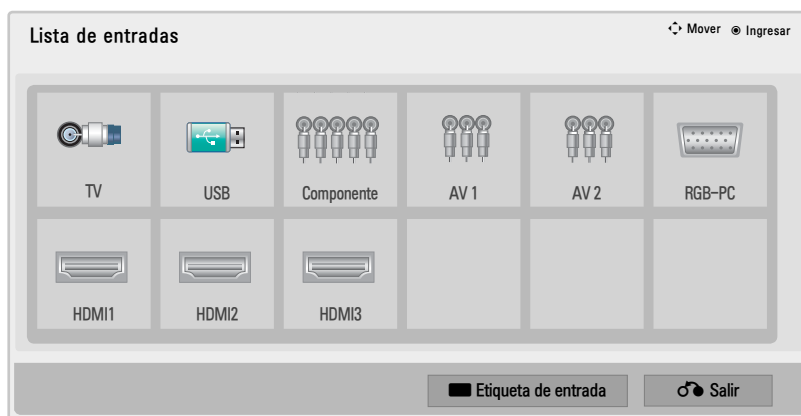 Lista de entradas
Mover Ingresar
TV USB Componente AV 1 AV 2 RGB-PC
HDMI1 HDMI2 HDMI3
Etiqueta de entrada Salir